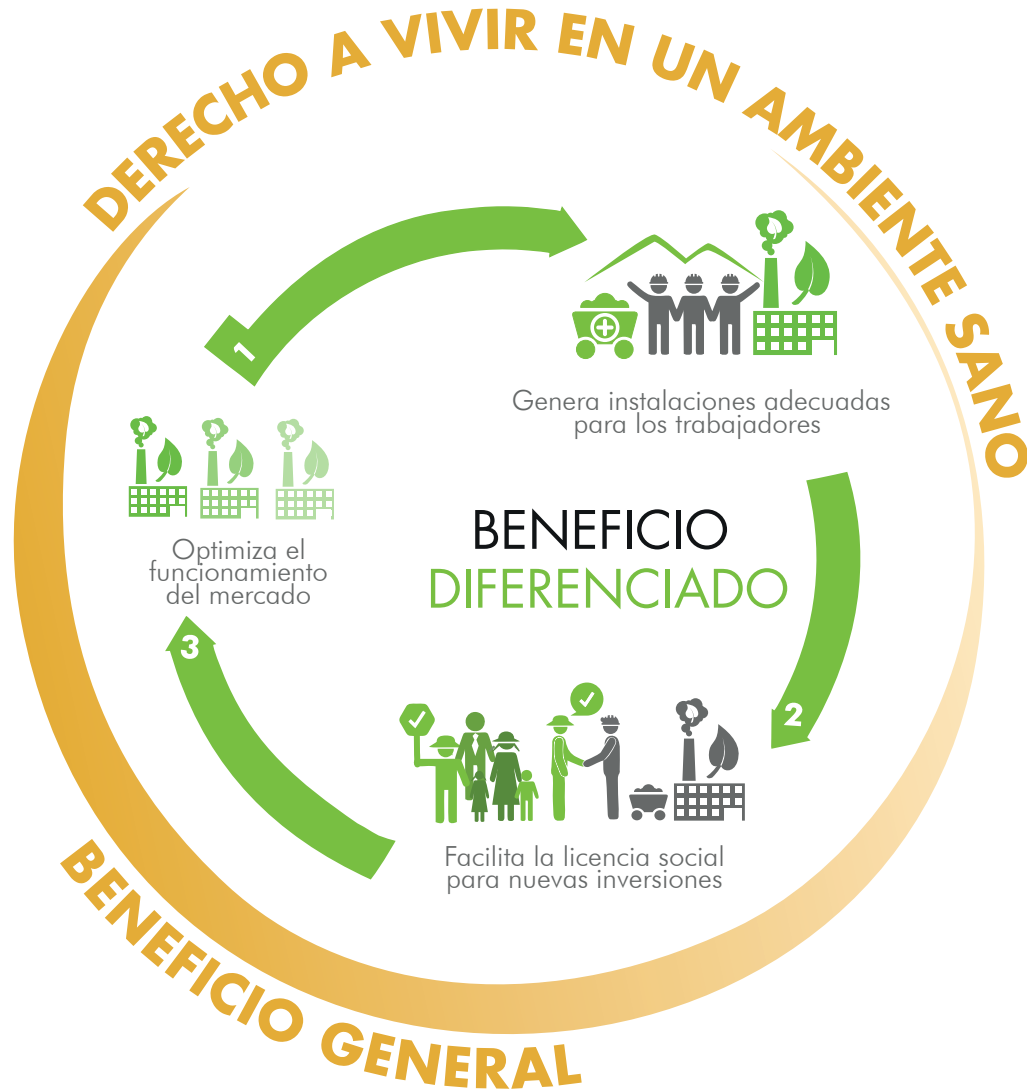 DERECHO A VIVIR EN UN AMBIENTE SANO
1
Genera instalaciones adecuadas
para los trabajadores
Optimiza el
funcionamiento
del mercado
BENEFICIO
DIFERENCIADO
3
2
Facilita la licencia social
para nuevas inversiones
BENEFICIO GENERAL